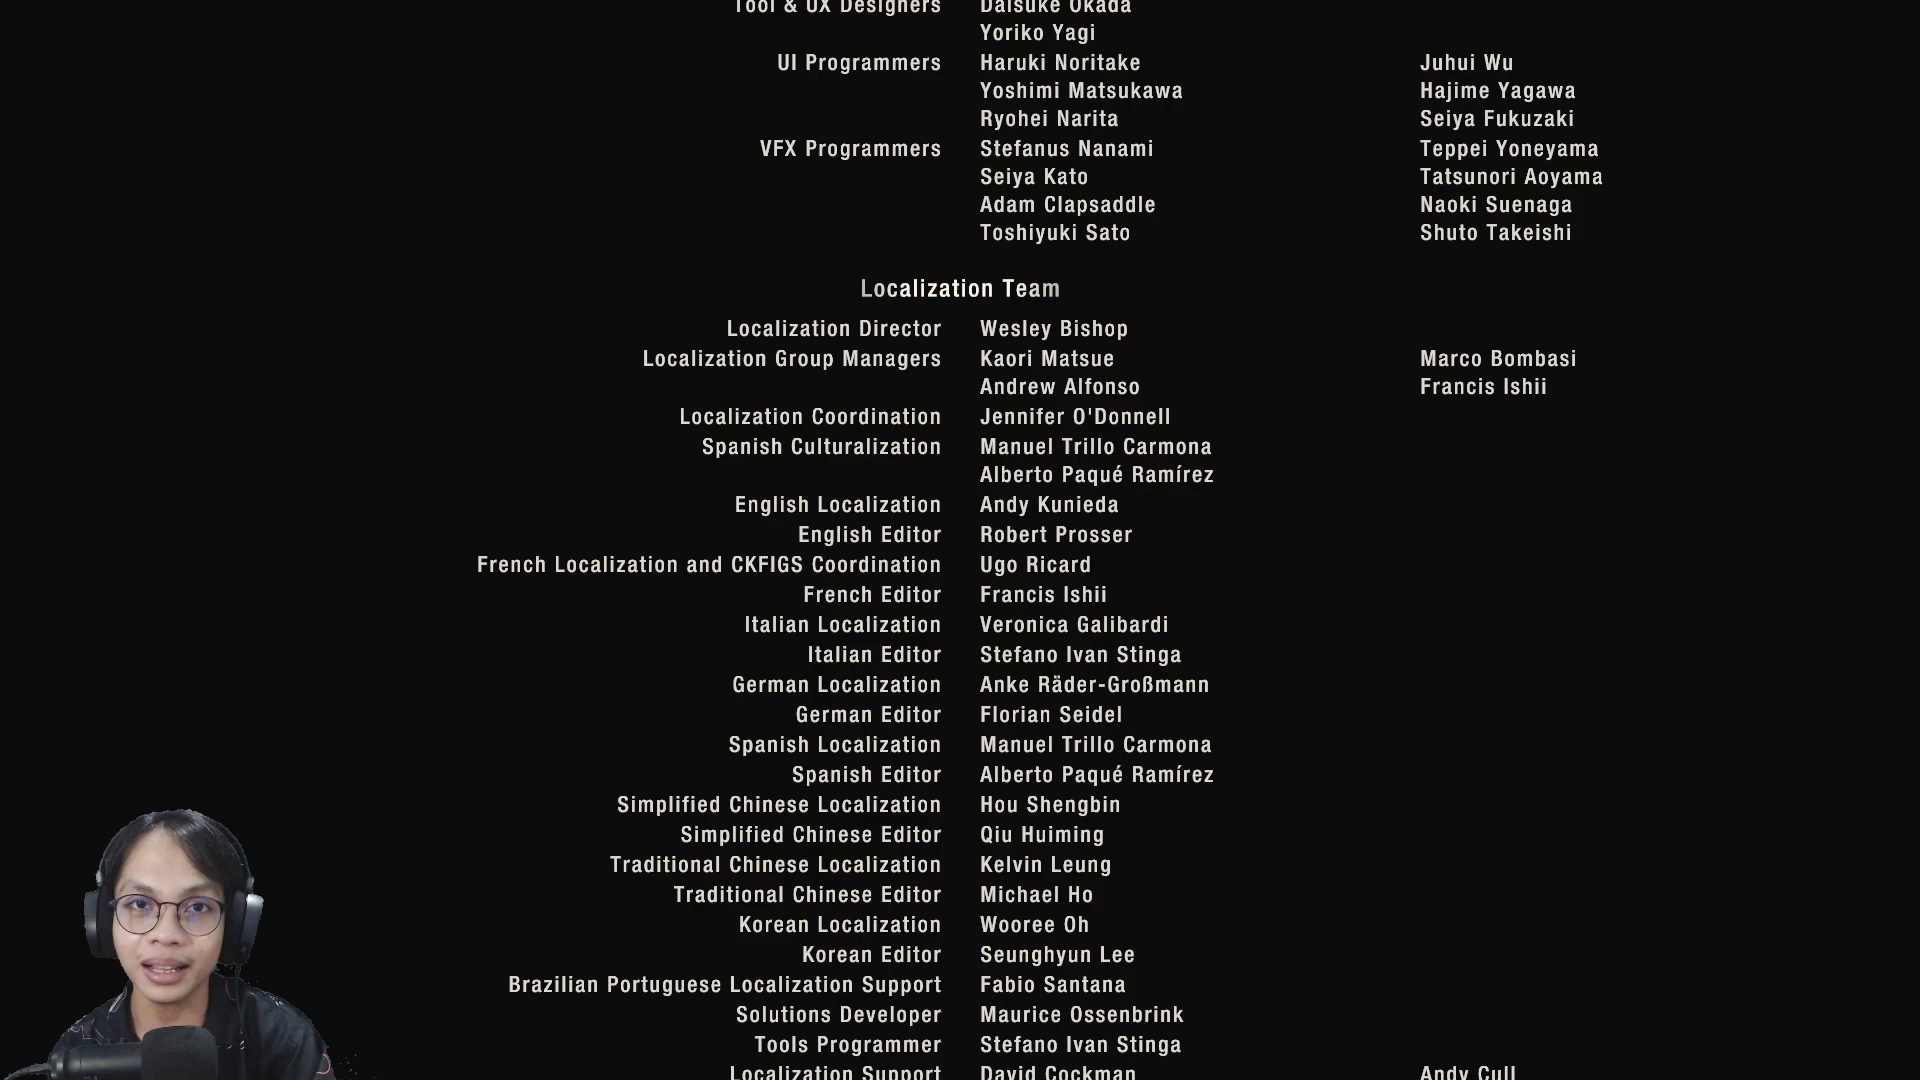 Tool & UX Designers Daisuke Okada
Yoriko Yagi
UI Programmers Haruki Noritake Juhui Wu
Yoshimi Matsukawa Hajime Yagawa
Ryohei Narita Seiya Fukuzaki
VFX Programmers Stefanus Nanami Teppei Yoneyama
Seiya Kato Tatsunori Aoyama
Adam Clapsaddle Naoki Suenaga
Toshiyuki Sato Shuto Takeishi
Localization Team
Localization Director Wesley Bishop
Localization Group Managers Kaori Matsue Marco Bombasi
Andrew Alfonso Francis Ishii
Localization Coordination Jennifer O'Donnell
Spanish Culturalization Manuel Trillo Carmona
Alberto Paqué Ramírez
English Localization Andy Kunieda
English Editor Robert Prosser
French Localization and CKFIGS Coordination Ugo Ricard
French Editor Francis Ishii
Italian Localization Veronica Galibardi
Italian Editor Stefano Ivan Stinga
German Localization Anke Räder-Großmann
German Editor Florian Seidel
Spanish Localization Manuel Trillo Carmona
Spanish Editor Alberto Paqué Ramírez
Simplified Chinese Localization Hou Shengbin
Simplified Chinese Editor Qiu Huiming
Traditional Chinese Localization Kelvin Leung
Traditional Chinese Editor Michael Ho
Korean Localization Wooree Oh
Korean Editor Seunghyun Lee
Brazilian Portuguese Localization Support Fabio Santana
Solutions Developer Maurice Ossenbrink
Tools Programmer Stefano Ivan Stinga
Localization Support David Cockman Andy Cull